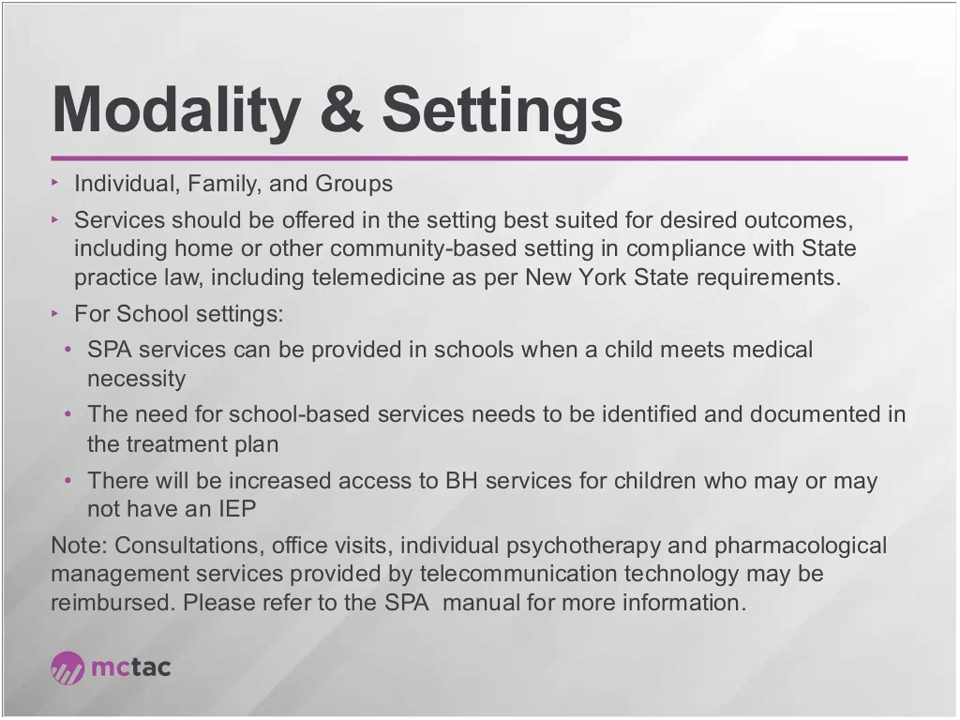 Modality & Settings
‣ Individual, Family, and Groups
‣ Services should be offered in the setting best suited for desired outcomes,
including home or other community-based setting in compliance with State
practice law, including telemedicine as per New York State requirements.
‣ For School settings:
• SPA services can be provided in schools when a child meets medical
necessity
• The need for school-based services needs to be identified and documented in
the treatment plan
• There will be increased access to BH services for children who may or may
not have an IEP
Note: Consultations, office visits, individual psychotherapy and pharmacological
management services provided by telecommunication technology may be
reimbursed. Please refer to the SPA  manual for more information.
mctac